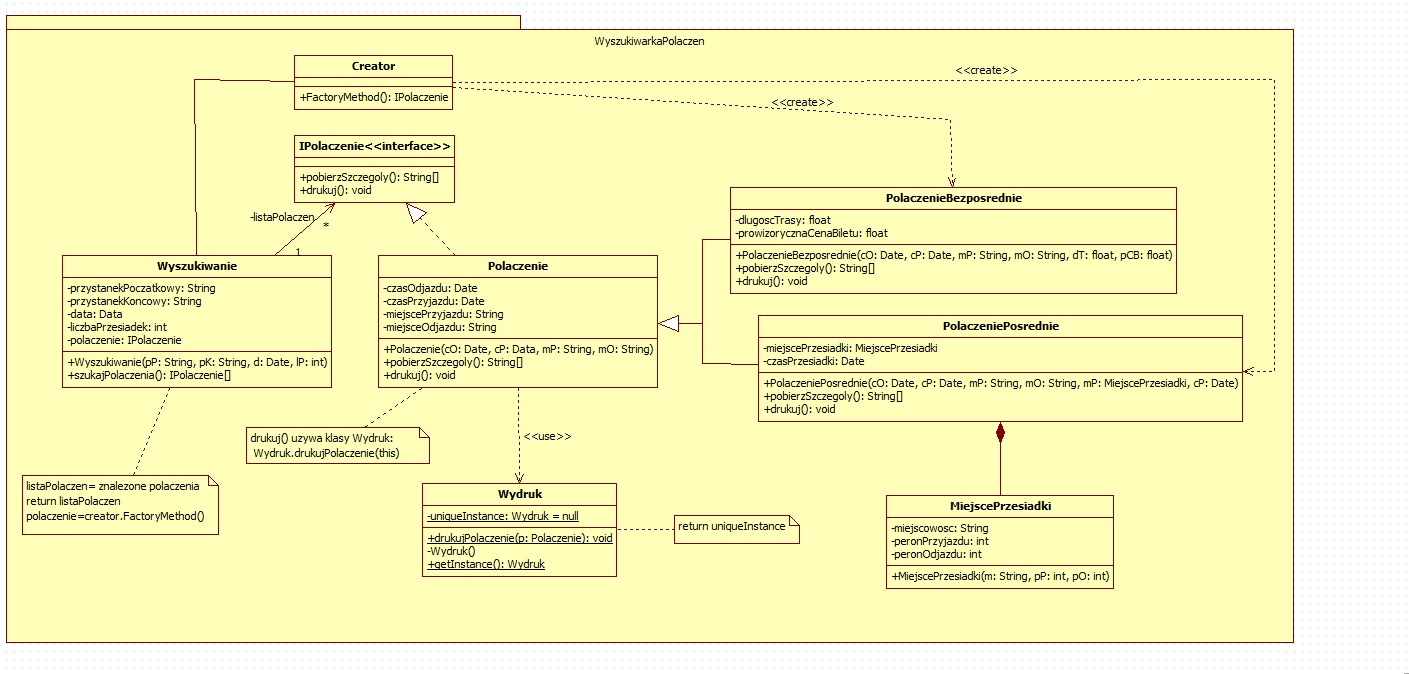 WyszukiwarkaPolaczen
Creator
+FactoryMethod(): IPolaczenie
<<create>>
<<create>>
IPolaczenie<<interface>>
+pobierzSzczegoly(): String[]
+drukuj(): void
-listaPolaczen
*
1
Wyszukiwanie
-przystanekPoczatkowy: String
-przystanekKoncowy: String
-data: Data
-liczbaPrzesiadek: int
-polaczenie: IPolaczenie
+Wyszukiwanie(pP: String, pK: String, d: Date, lP: int)
+szukajPolaczenia(): IPolaczenie[]
Polaczenie
-czasOdjazdu: Date
-czasPrzyjazdu: Date
-miejscePrzyjazdu: String
-miejsceOdjazdu: String
+Polaczenie(cO: Date, cP: Data, mP: String, mO: String)
+pobierzSzczegoly(): String[]
+drukuj(): void
PolaczenieBezposrednie
-dlugoscTrasy: float
-prowizorycznaCenaBiletu: float
+PolaczenieBezposrednie(cO: Date, cP: Date, mP: String, mO: String, dT: float, pCB: float)
+pobierzSzczegoly(): String[]
+drukuj(): void
PolaczeniePosrednie
-miejscePrzesiadki: MiejscePrzesiadki
-czasPrzesiadki: Date
+PolaczeniePosrednie(cO: Date, cP: Date, mP: String, mO: String, mP: MiejscePrzesiadki, cP: Date)
+pobierzSzczegoly(): String[]
+drukuj(): void
drukuj() uzywa klasy Wydruk:
Wydruk.drukujPolaczenie(this)
<<use>>
listaPolaczen= znalezone polaczenia
return listaPolaczen
polaczenie=creator.FactoryMethod()
Wydruk
-uniqueInstance: Wydruk = null
+drukujPolaczenie(p: Polaczenie): void
-Wydruk()
+getInstance(): Wydruk
return uniqueInstance
MiejscePrzesiadki
-miejscowosc: String
-peronPrzyjazdu: int
-peronOdjazdu: int
+MiejscePrzesiadki(m: String, pP: int, pO: int)